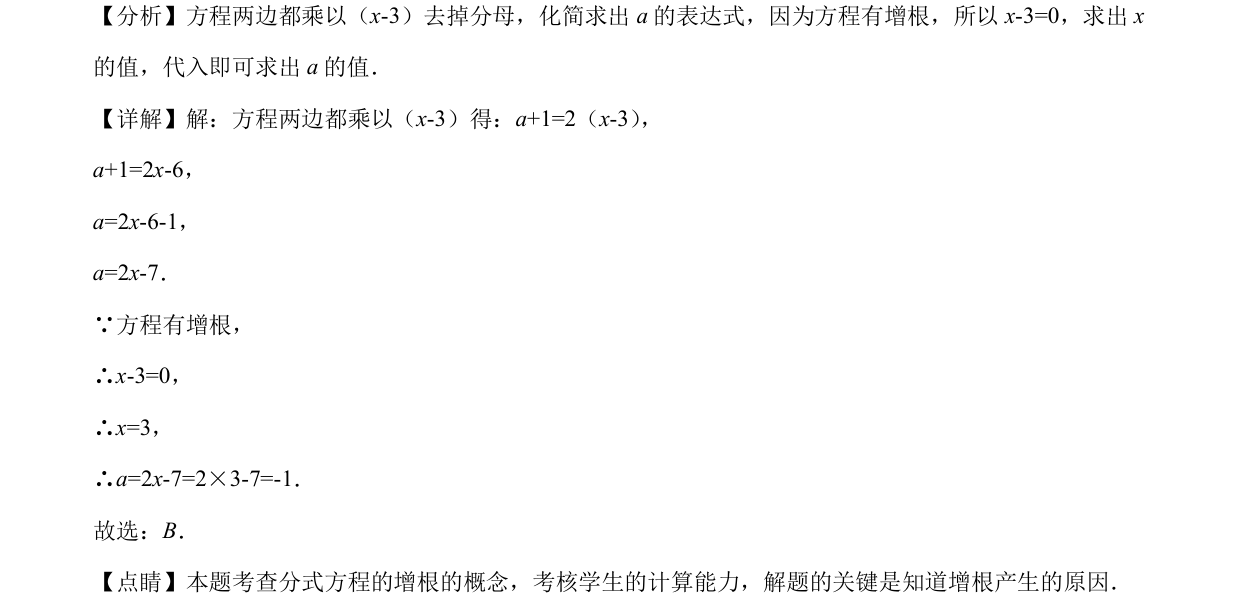 【分析】方程两边都乘以（x-3）去掉分母，化简求出 a 的表达式，因为方程有增根，所以 x-3=0，求出 x
的值，代入即可求出 a 的值．
【详解】解：方程两边都乘以（x-3）得：a+1=2（x-3），
a+1=2x-6，
a=2x-6-1，
a=2x-7．
∵方程有增根，
∴x-3=0，
∴x=3，
∴a=2x-7=2×3-7=-1．
故选：B．
【点睛】本题考查分式方程的增根的概念，考核学生的计算能力，解题的关键是知道增根产生的原因．